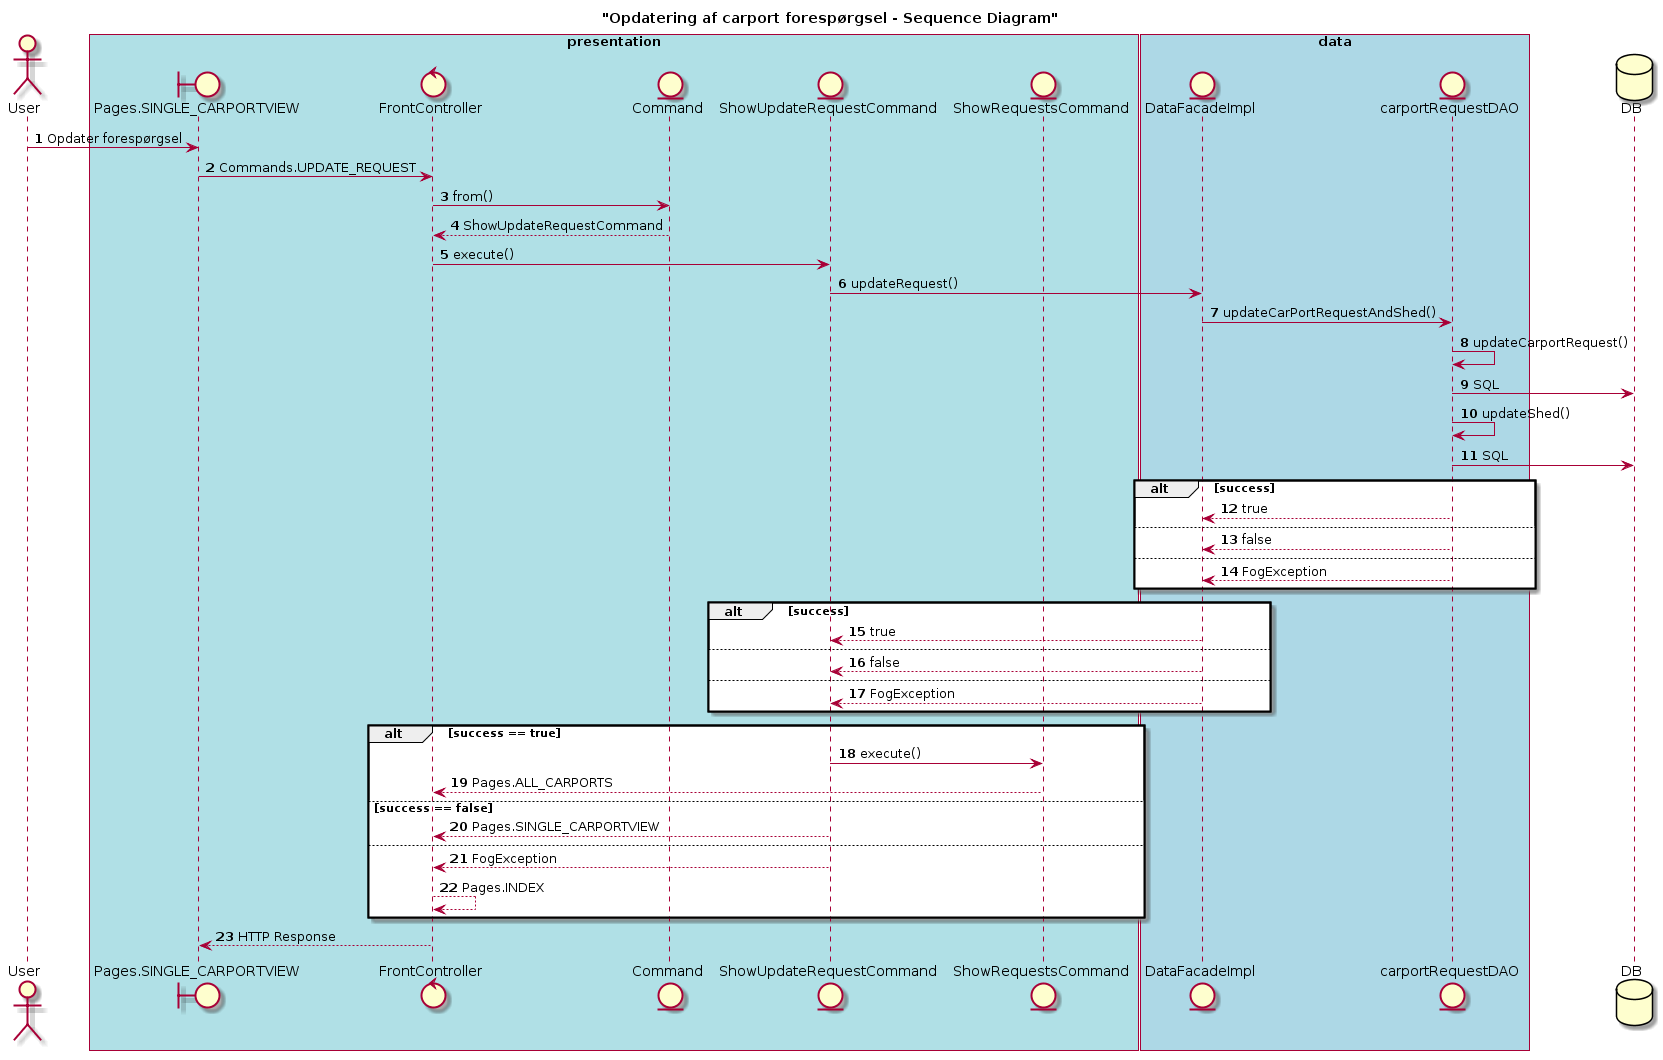 "Opdatering af carport forespørgsel - Sequence Diagram"
presentation
data
User
Pages.SINGLE_CARPORTVIEW
FrontController
Command
ShowUpdateRequestCommand
ShowRequestsCommand
DataFacadeImpl
carportRequestDAO
DB
1 Opdater forespørgsel
2 Commands.UPDATE_REQUEST
3 from()
4 ShowUpdateRequestCommand
5 execute()
6 updateRequest()
7 updateCarPortRequestAndShed()
8 updateCarportRequest()
9 SQL
10 updateShed()
11 SQL
alt [success]
12 true
13 false
14 FogException
alt [success]
15 true
16 false
17 FogException
alt [success == true]
18 execute()
19 Pages.ALL_CARPORTS
[success == false]
20 Pages.SINGLE_CARPORTVIEW
21 FogException
22 Pages.INDEX
23 HTTP Response
User
Pages.SINGLE_CARPORTVIEW
FrontController
Command
ShowUpdateRequestCommand
ShowRequestsCommand
DataFacadeImpl
carportRequestDAO
DB